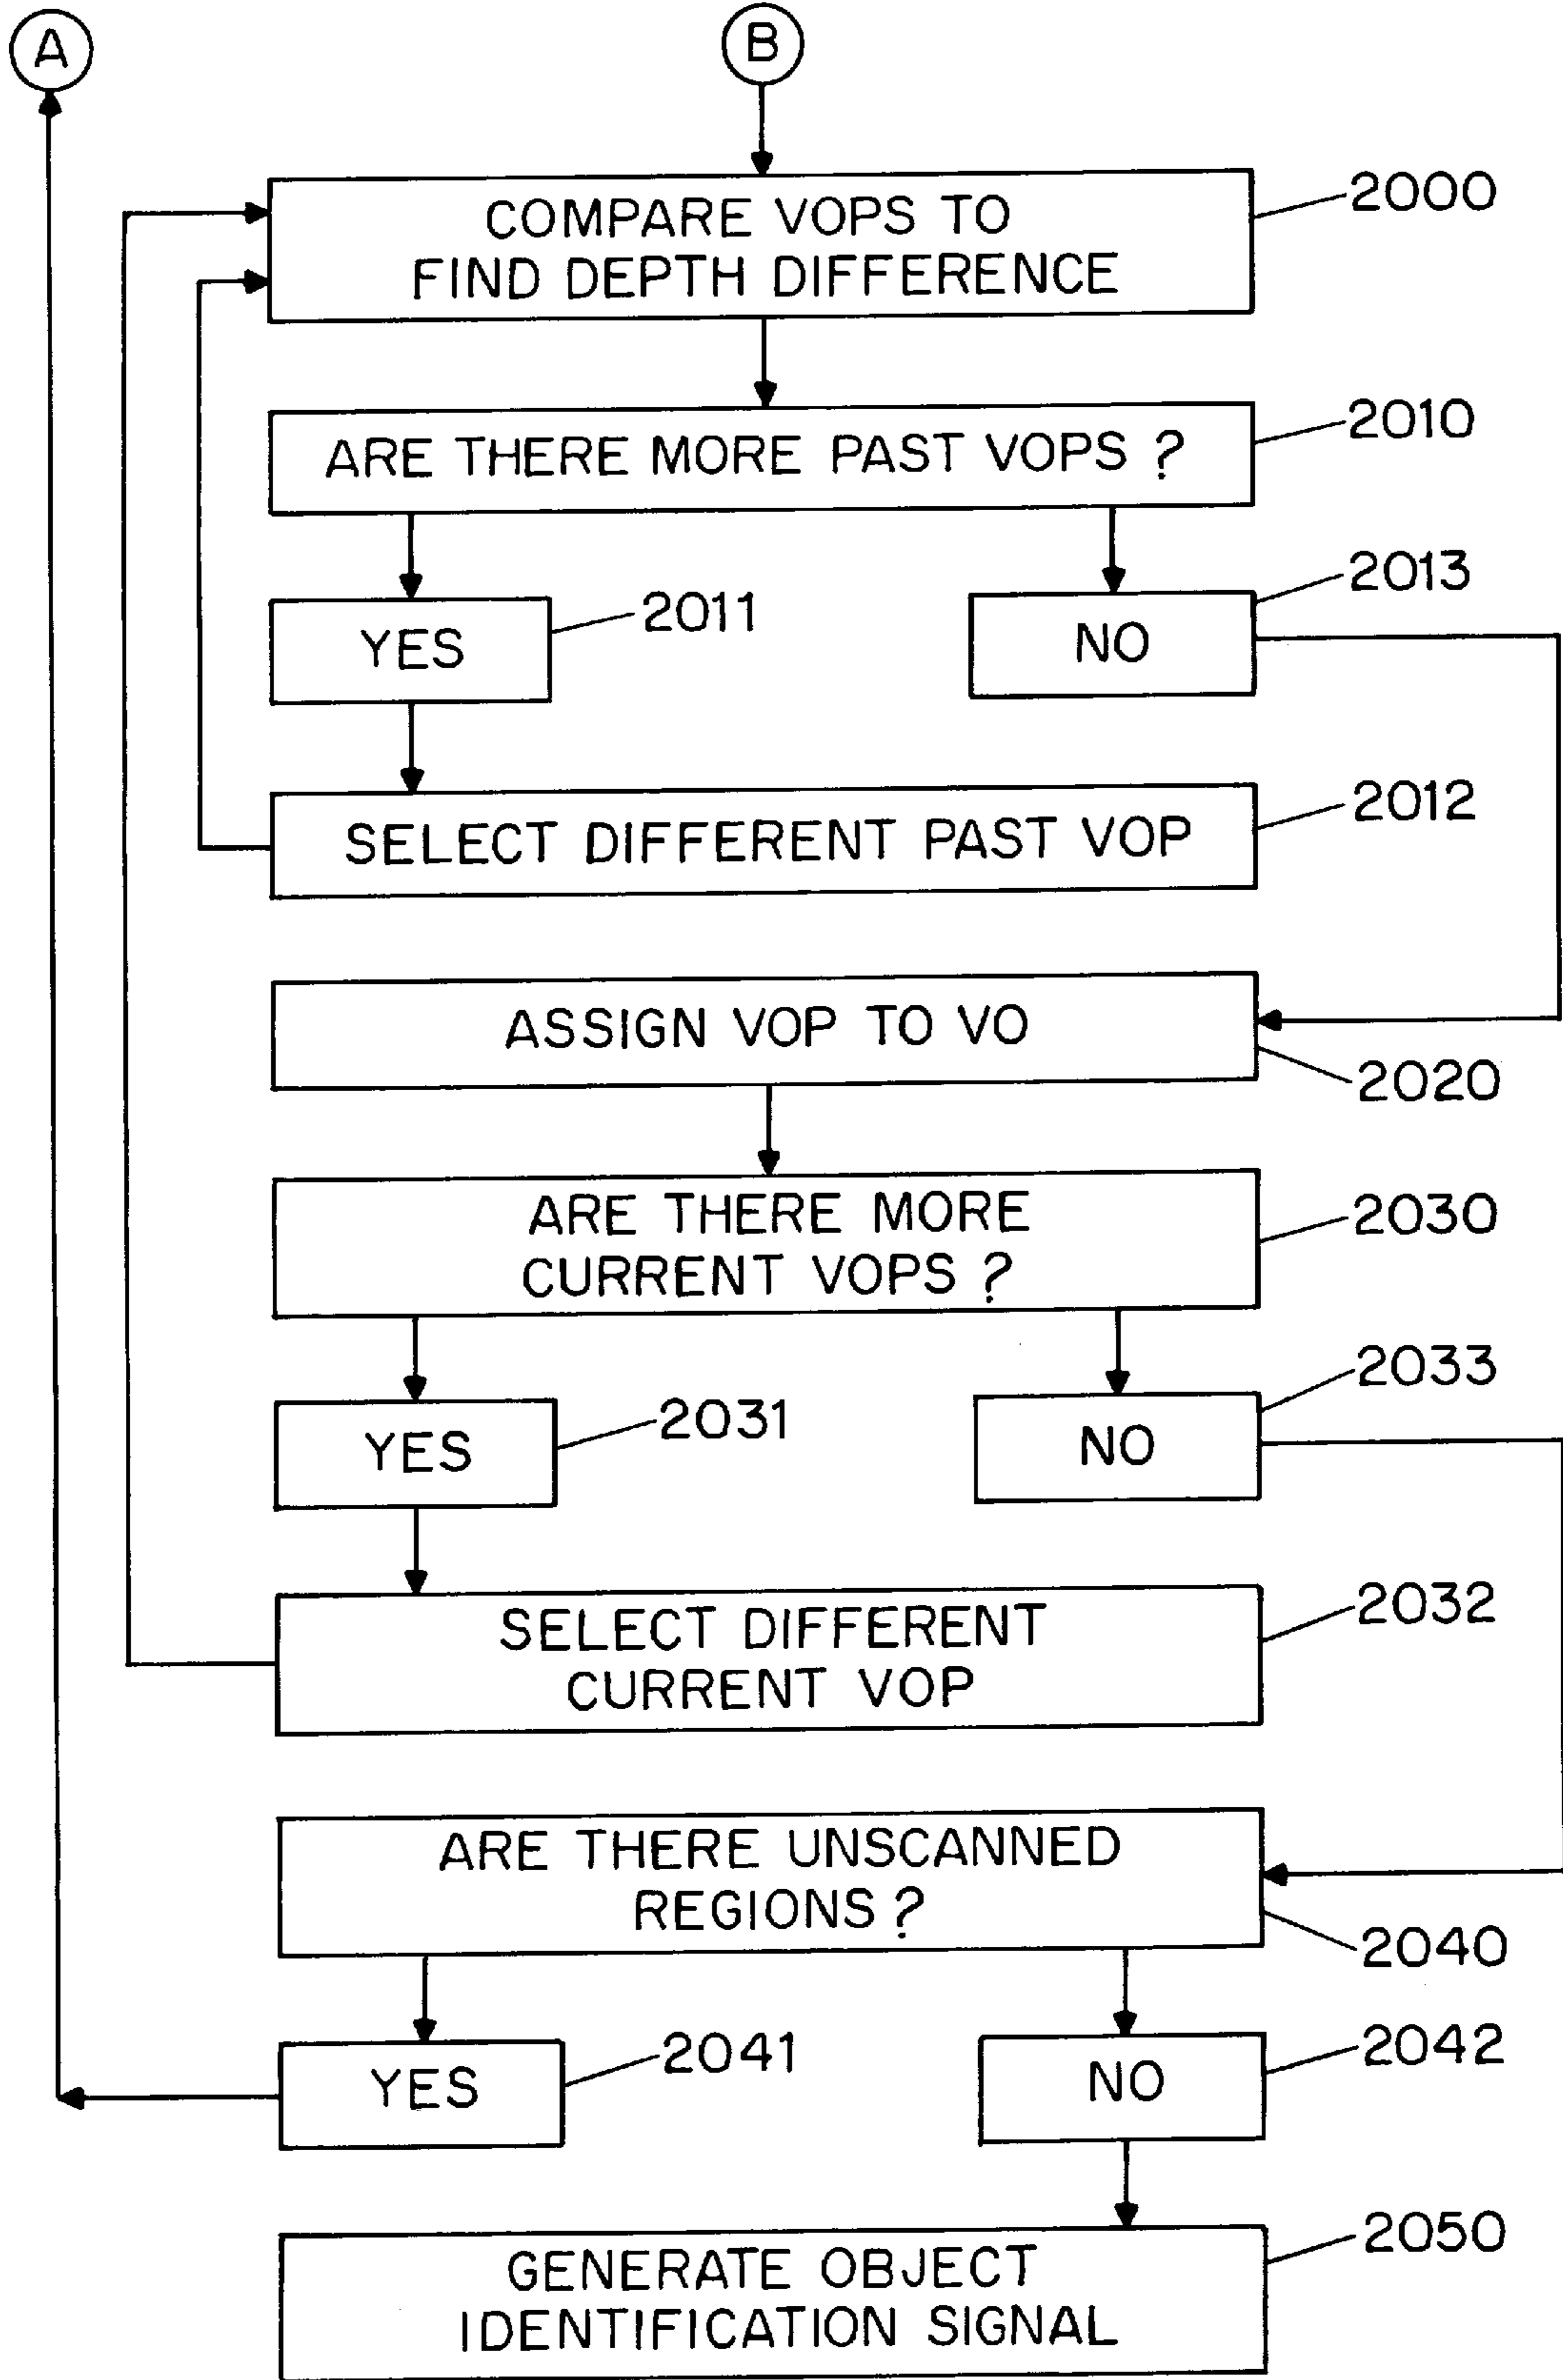 A
B
COMPARE VOPS TO
FIND DEPTH DIFFERENCE
2000
ARE THERE MORE PAST VOPS ?
2010
YES
2011
NO
2013
SELECT DIFFERENT PAST VOP
2012
ASSIGN VOP TO VO
2020
ARE THERE MORE
CURRENT VOPS ?
2030
YES
2031
NO
2033
SELECT DIFFERENT
CURRENT VOP
2032
ARE THERE UNSCANNED
REGIONS ?
2040
YES
2041
NO
2042
GENERATE OBJECT
IDENTIFICATION SIGNAL
2050